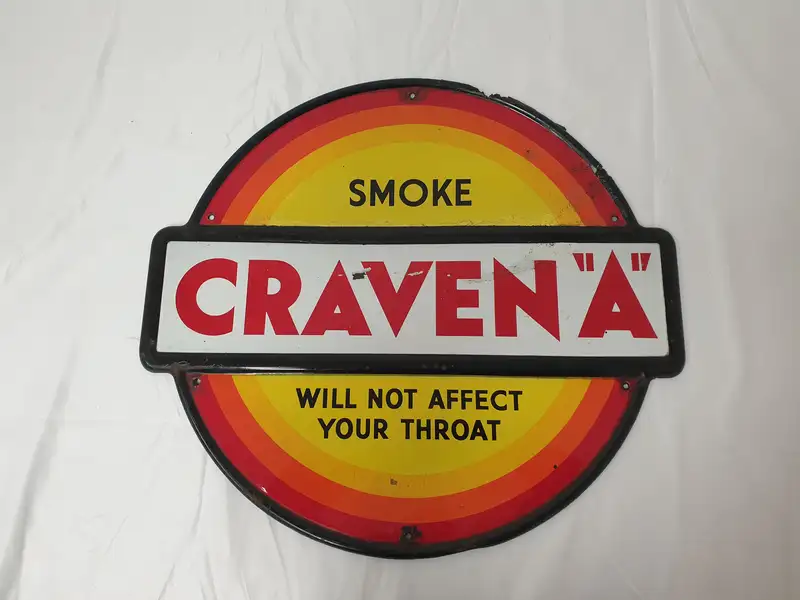 SMOKE
CRAVEN "A"
WILL NOT AFFECT
YOUR THROAT